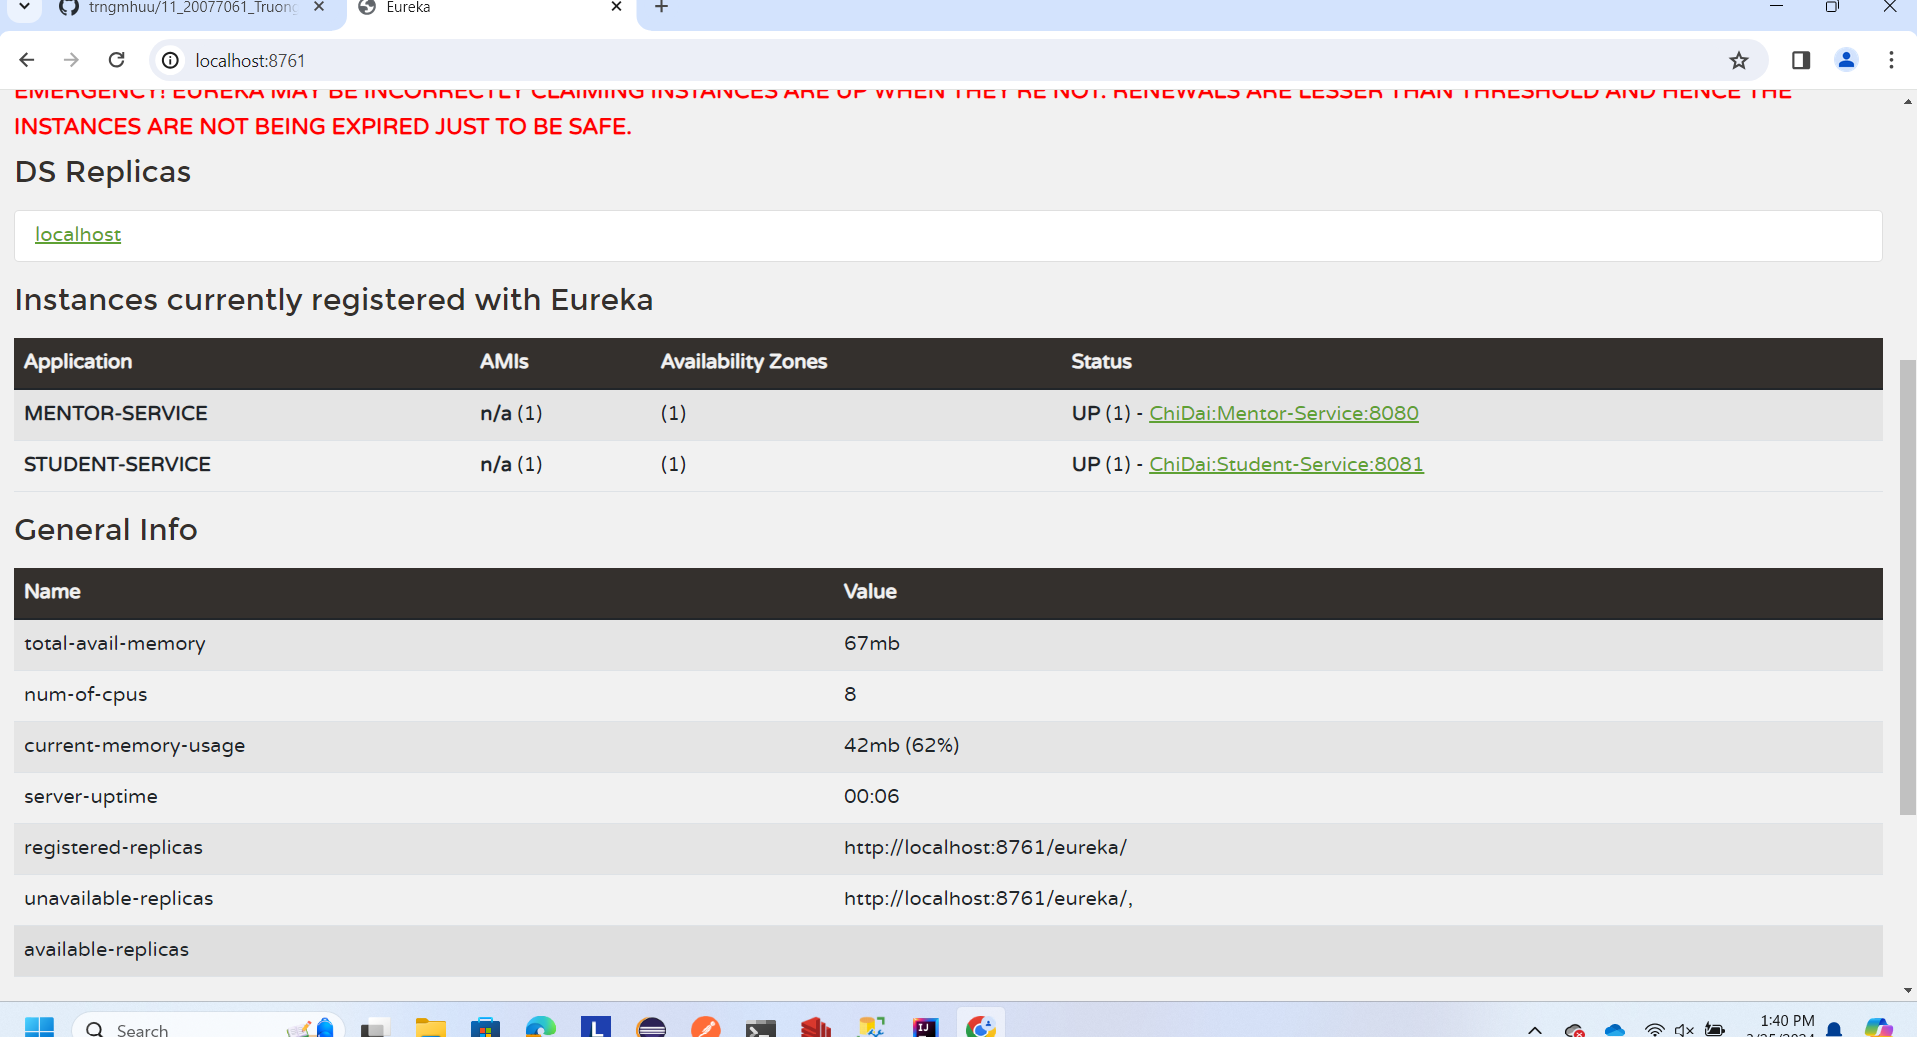 trngmhuu/11_20077061_Truong
Eureka
localhost:8761
EMERGENCY! EUREKA MAY BE INCORRECTLY CLAIMING INSTANCES ARE UP WHEN THEY'RE NOT. RENEWALS ARE LESSER THAN THRESHOLD AND HENCE THE
INSTANCES ARE NOT BEING EXPIRED JUST TO BE SAFE.
DS Replicas
localhost
Instances currently registered with Eureka
Application AMIs Availability Zones Status
MENTOR-SERVICE n/a (1) (1) UP (1) - ChiDai:Mentor-Service:8080
STUDENT-SERVICE n/a (1) (1) UP (1) - ChiDai:Student-Service:8081
General Info
Name Value
total-avail-memory 67mb
num-of-cpus 8
current-memory-usage 42mb (62%)
server-uptime 00:06
registered-replicas http://localhost:8761/eureka/
unavailable-replicas http://localhost:8761/eureka/,
available-replicas
Search
L
IJ
1:40 PM